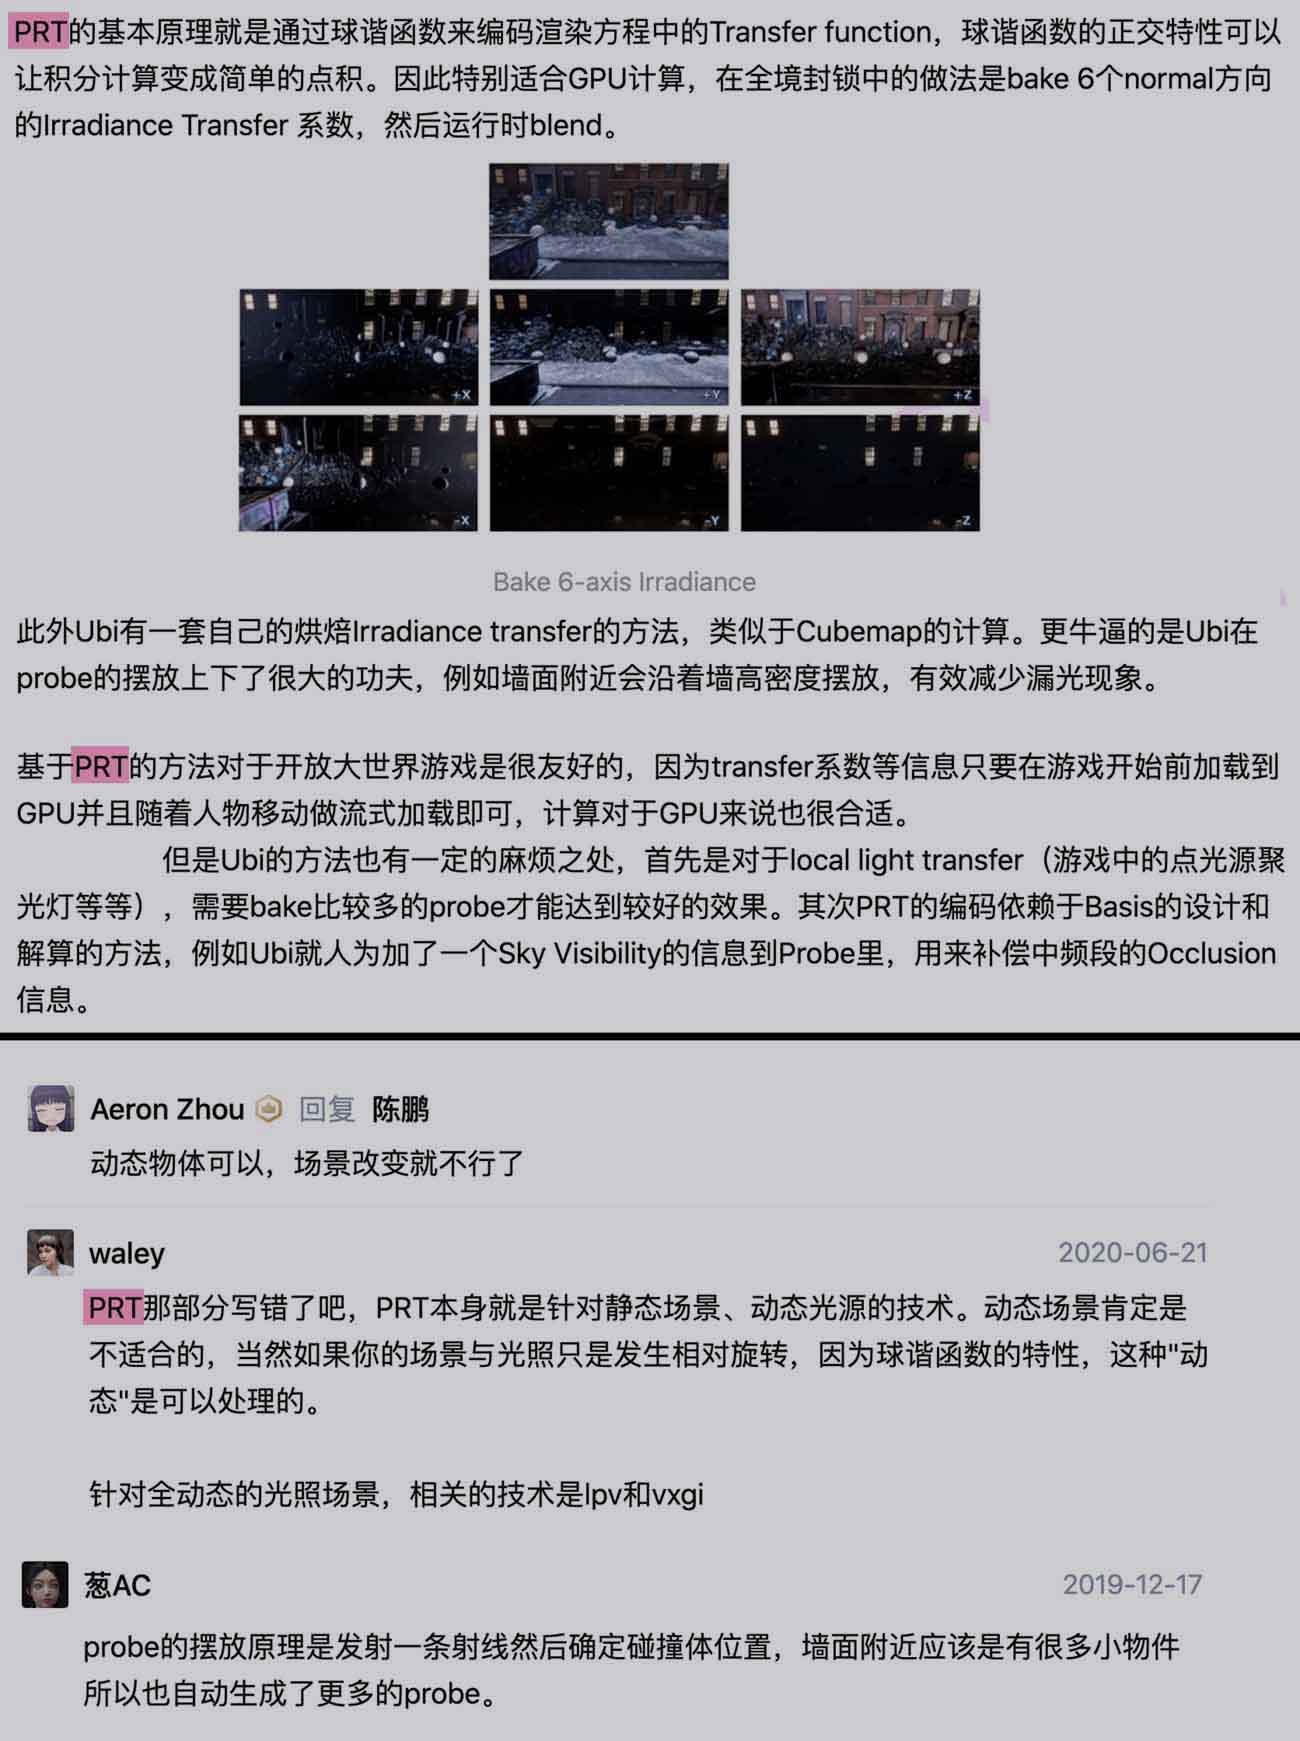 PRT的基本原理就是通过球谐函数来编码渲染方程中的Transfer function，球谐函数的正交特性可以
让积分计算变成简单的点积。因此特别适合GPU计算，在全境封锁中的做法是bake 6个normal方向
的Irradiance Transfer 系数，然后运行时blend。
+X
+Y
+Z
-X
-Y
-Z
Bake 6-axis Irradiance
此外Ubi有一套自己的烘焙Irradiance transfer的方法，类似于Cubemap的计算。更牛逼的是Ubi在
probe的摆放上下了很大的功夫，例如墙面附近会沿着墙高密度摆放，有效减少漏光现象。
基于PRT的方法对于开放大世界游戏是很友好的，因为transfer系数等信息只要在游戏开始前加载到
GPU并且随着人物移动做流式加载即可，计算对于GPU来说也很合适。
但是Ubi的方法也有一定的麻烦之处，首先是对于local light transfer（游戏中的点光源聚
光灯等等），需要bake比较多的probe才能达到较好的效果。其次PRT的编码依赖于Basis的设计和
解算的方法，例如Ubi就人为加了一个Sky Visibility的信息到Probe里，用来补偿中频段的Occlusion
信息。
Aeron Zhou 回复 陈鹏
动态物体可以，场景改变就不行了
waley 2020-06-21
PRT那部分写错了吧，PRT本身就是针对静态场景、动态光源的技术。动态场景肯定是
不适合的，当然如果你的场景与光照只是发生相对旋转，因为球谐函数的特性，这种"动
态"是可以处理的。
针对全动态的光照场景，相关的技术是lpv和vxgi
葱AC 2019-12-17
probe的摆放原理是发射一条射线然后确定碰撞体位置，墙面附近应该是有很多小物件
所以也自动生成了更多的probe。